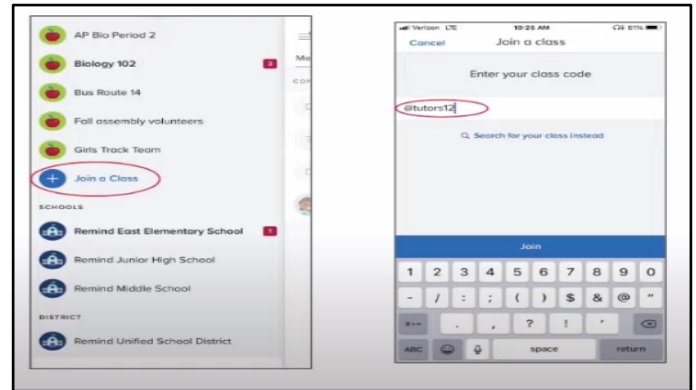 AP Bio Period 2
Biology 102
3
Bus Route 14
Fall assembly volunteers
Girls Track Team
+ Join a Class
SCHOOLS
Remind East Elementary School
1
Remind Junior High School
Remind Middle School
DISTRICT
Remind Unified School District
Me
Verizon LTE
10:25 AM
61%
Cancel
Join a class
Enter your class code
@tutors12
Search for your class instead
Join
1 2 3 4 5 6 7 8 9 0
- / : ; ( ) $ & @ "
#+= . , ? ! '
ABC space return